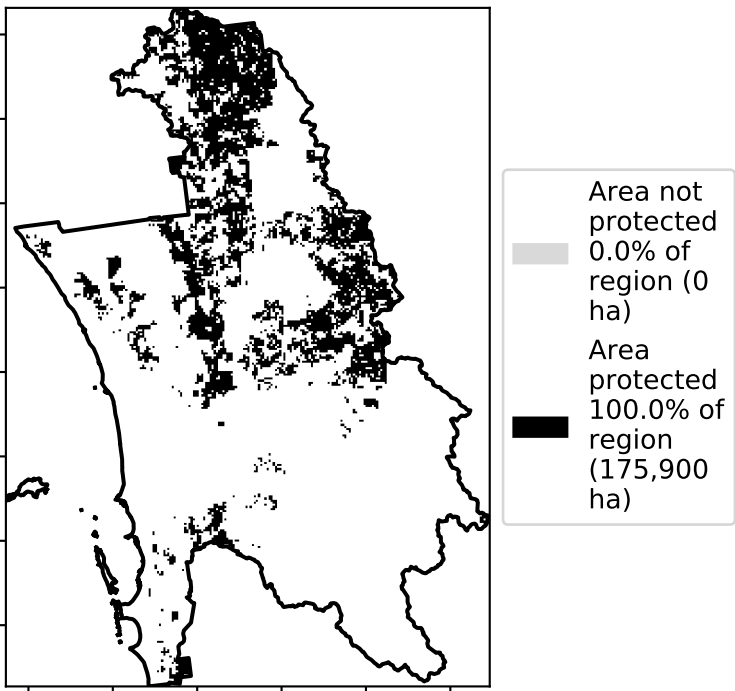 Area not
protected
0.0% of
region (0
ha)
Area
protected
100.0% of
region
(175,900
ha)